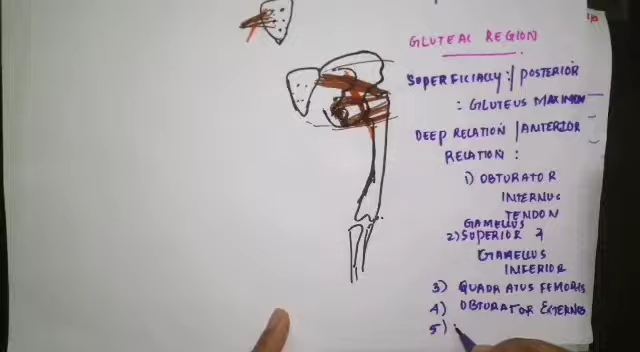 GLUTEAL REGION
SUPERFICIALLY:/ POSTERIOR
: GLUTEUS MAXIMUM
DEEP RELATION / ANTERIOR
RELATION :
1) OBTURATOR
INTERNUS
TENDON
GAMELLUS
2) SUPERIOR &
GAMELLUS
INFERIOR
3) QUADRATUS FEMORIS
4) OBTURATOR EXTERNUS
5)